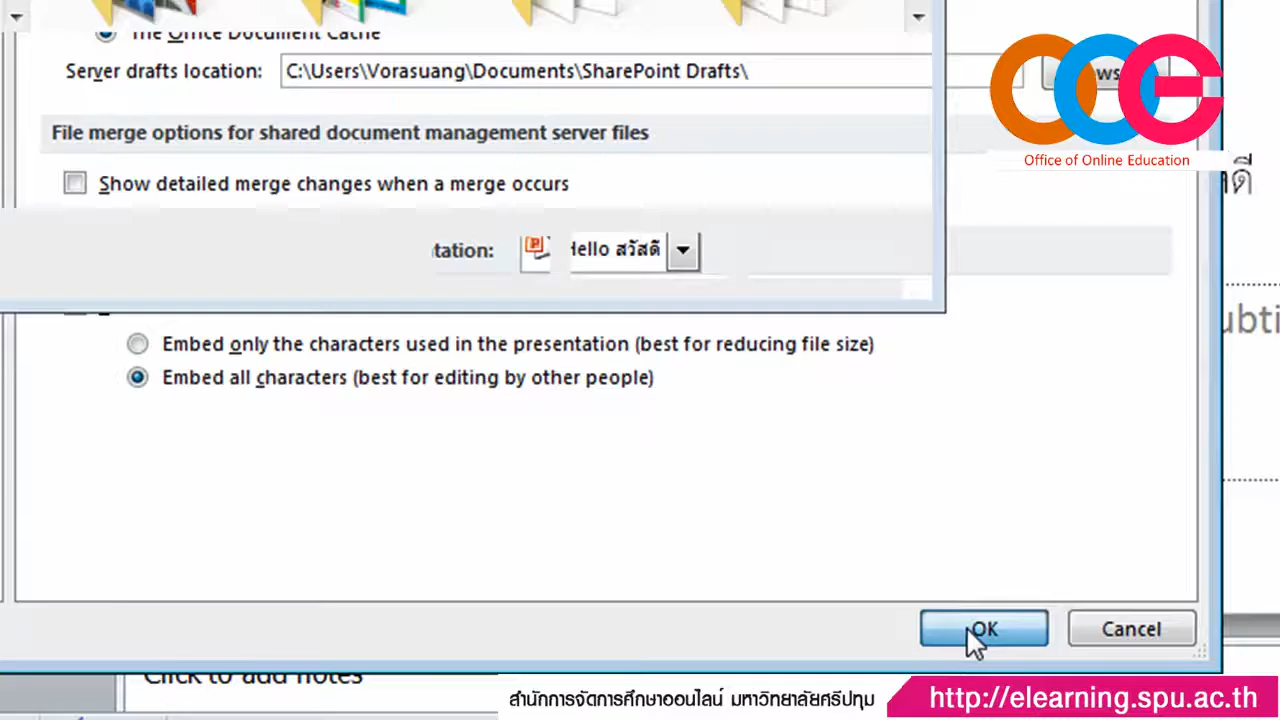 The Office Document Cache
Server drafts location: C:\Users\Vorasuang\Documents\SharePoint Drafts\
Office of Online Education
File merge options for shared document management server files
Show detailed merge changes when a merge occurs
tation: Hello สวัสดี
Embed only the characters used in the presentation (best for reducing file size)
Embed all characters (best for editing by other people)
OK Cancel
Click to add notes
สำนักการจัดการศึกษาออนไลน์ มหาวิทยาลัยศรีปทุม http://elearning.spu.ac.th